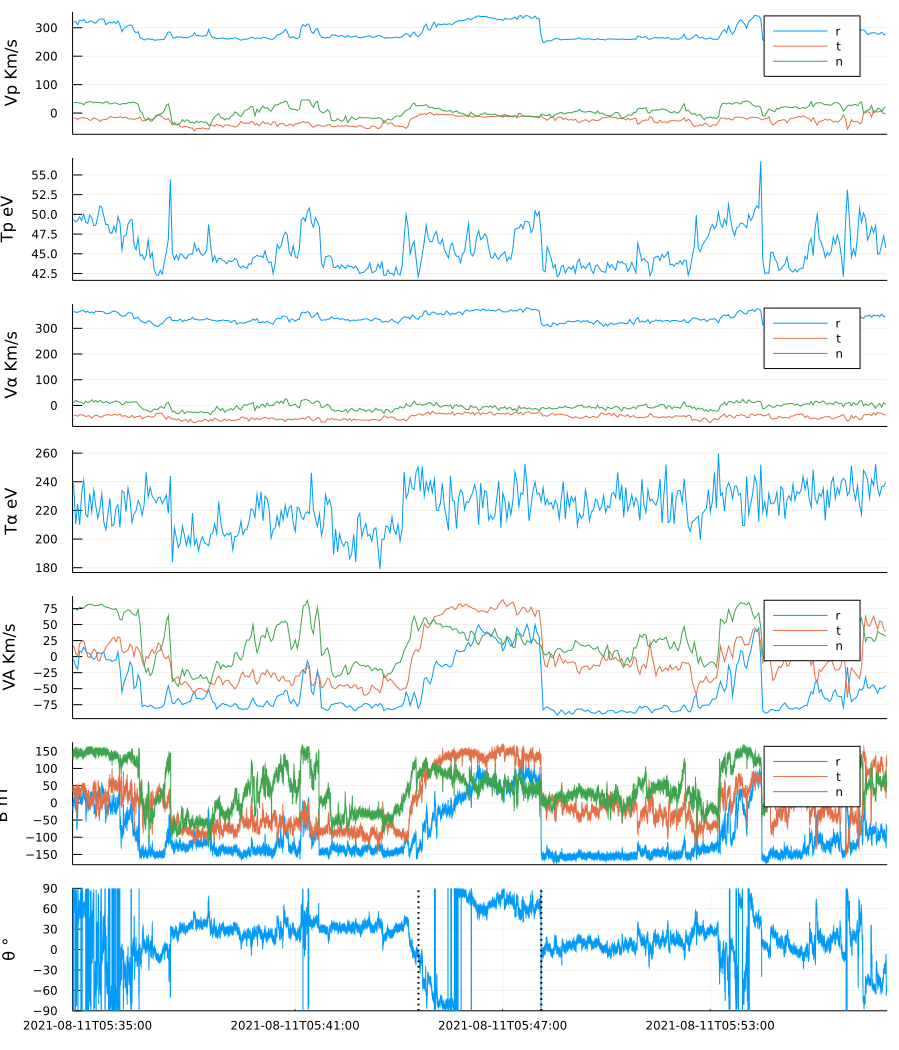 Vp Km/s
300
200
100
0
r
t
n
Tp eV
55.0
52.5
50.0
47.5
45.0
42.5
Vα Km/s
300
200
100
0
r
t
n
Tα eV
260
240
220
200
180
VA Km/s
75
50
25
0
−25
−50
−75
r
t
n
150
100
50
0
−50
−100
−150
r
t
n
θ °
90
60
30
0
−30
−60
−90
2021-08-11T05:35:00 2021-08-11T05:41:00 2021-08-11T05:47:00 2021-08-11T05:53:00